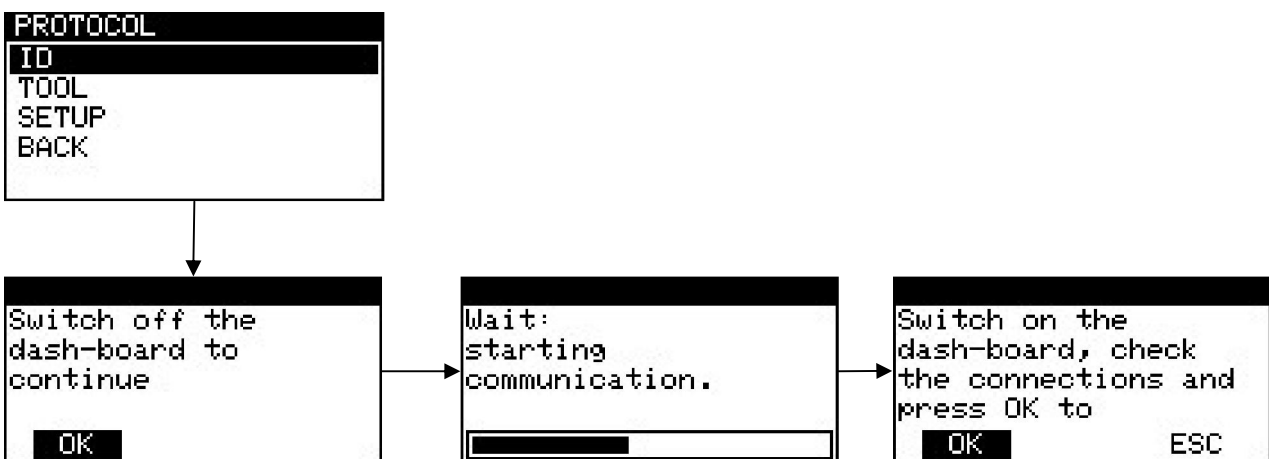 PROTOCOL
ID
TOOL
SETUP
BACK
Switch off the
dash-board to
continue
OK
Wait:
starting
communication.
Switch on the
dash-board, check
the connections and
press OK to
OK ESC